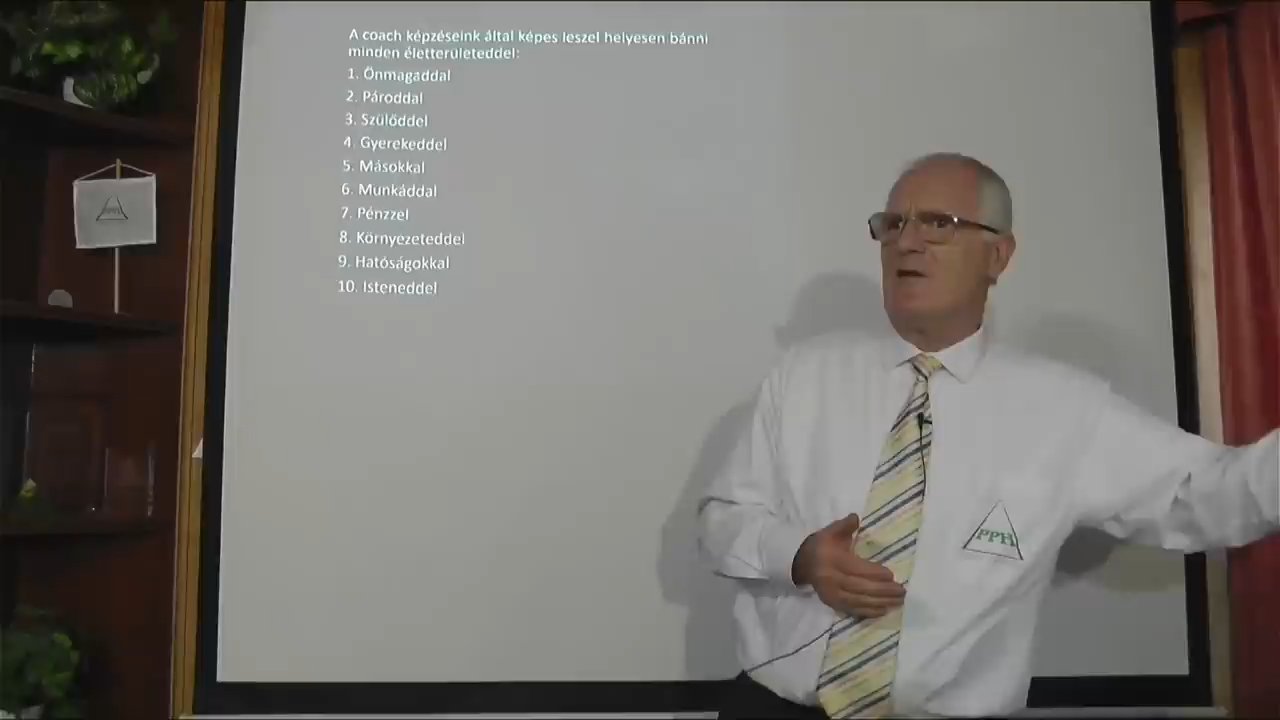 A coach képzéseink által képes leszel helyesen bánni
minden életterületeddel:
1. Önmagaddal
2. Pároddal
3. Szülőddel
4. Gyerekeddel
5. Másokkal
6. Munkáddal
7. Pénzzel
8. Környezeteddel
9. Hatóságokkal
10. Isteneddel
PPH
PPH